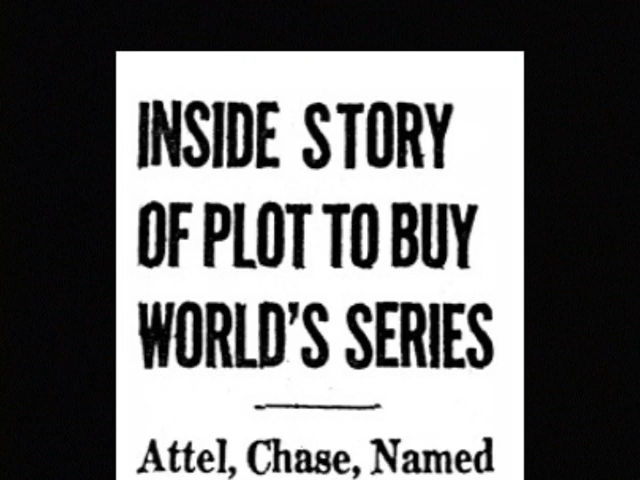 INSIDE STORY
OF PLOT TO BUY
WORLD'S SERIES
Attel, Chase, Named